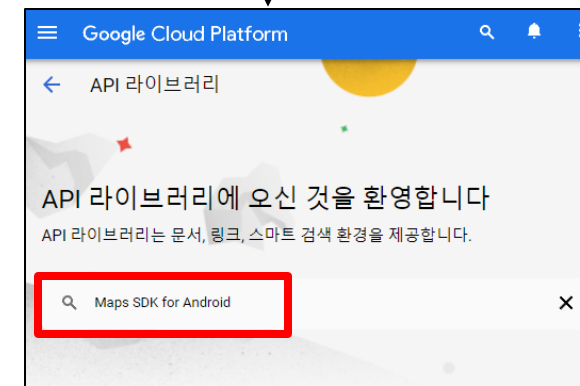 Google Cloud Platform
API 라이브러리
API 라이브러리에 오신 것을 환영합니다
API 라이브러리는 문서, 링크, 스마트 검색 환경을 제공합니다.
Maps SDK for Android